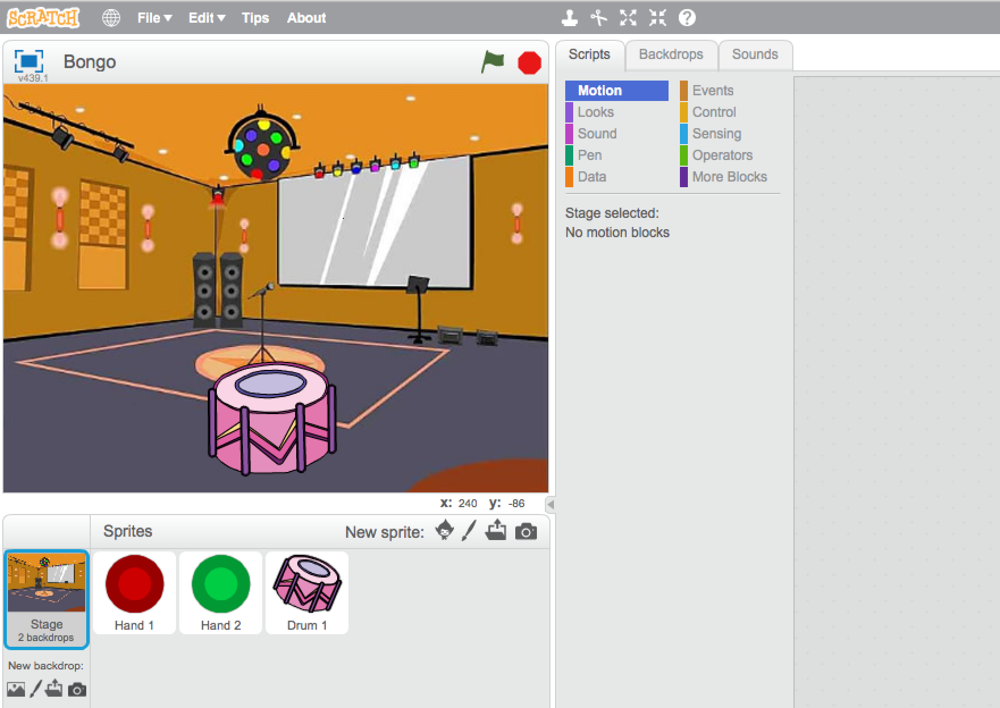 SCRATCH File Edit Tips About
Bongo
v439.1
Scripts Backdrops Sounds
Motion Events
Looks Control
Sound Sensing
Pen Operators
Data More Blocks
Stage selected:
No motion blocks
x: 240 y: -86
Sprites New sprite:
Stage
2 backdrops
Hand 1 Hand 2 Drum 1
New backdrop: